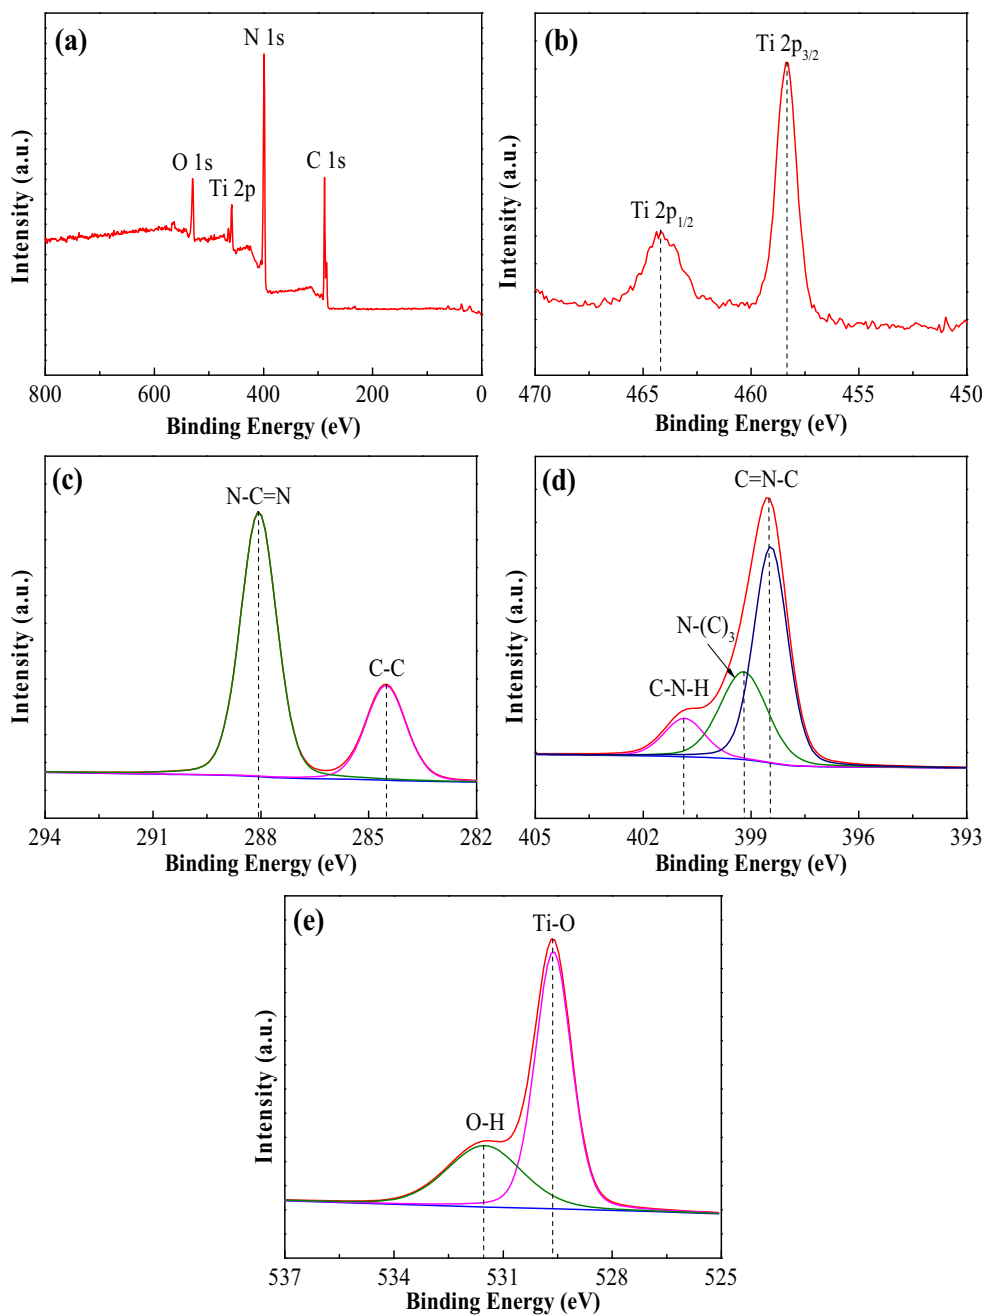 (a)
N 1s
O 1s
Ti 2p
C 1s
Intensity (a.u.)
800 600 400 200 0
Binding Energy (eV)
(b)
Ti 2p3/2
Ti 2p1/2
Intensity (a.u.)
470 465 460 455 450
Binding Energy (eV)
(c)
N-C=N
C-C
Intensity (a.u.)
294 291 288 285 282
Binding Energy (eV)
(d)
C=N-C
N-(C)3
C-N-H
Intensity (a.u.)
405 402 399 396 393
Binding Energy (eV)
(e)
Ti-O
O-H
Intensity (a.u.)
537 534 531 528 525
Binding Energy (eV)